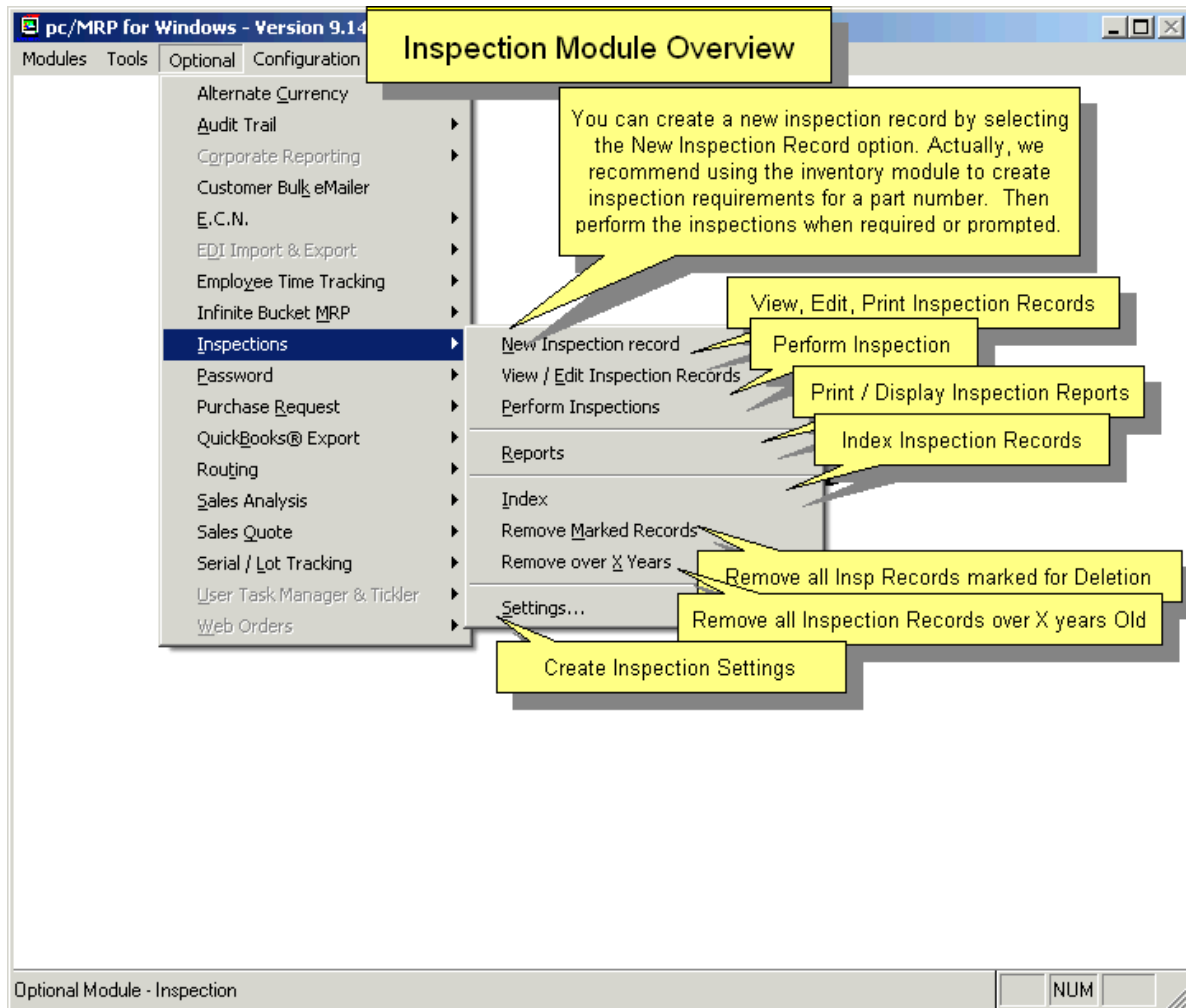 pc/MRP for Windows - Version 9.14
Inspection Module Overview
Modules Tools Optional Configuration
Alternate Currency
Audit Trail
Corporate Reporting
Customer Bulk eMailer
E.C.N.
EDI Import & Export
Employee Time Tracking
Infinite Bucket MRP
Inspections
Password
Purchase Request
QuickBooks® Export
Routing
Sales Analysis
Sales Quote
Serial / Lot Tracking
User Task Manager & Tickler
Web Orders
You can create a new inspection record by selecting
the New Inspection Record option. Actually, we
recommend using the inventory module to create
inspection requirements for a part number. Then
perform the inspections when required or prompted.
New Inspection record
View / Edit Inspection Records
Perform Inspections
Reports
Index
Remove Marked Records
Remove over X Years
Settings...
View, Edit, Print Inspection Records
Perform Inspection
Print / Display Inspection Reports
Index Inspection Records
Remove all Insp Records marked for Deletion
Remove all Inspection Records over X years Old
Create Inspection Settings
Optional Module - Inspection
NUM